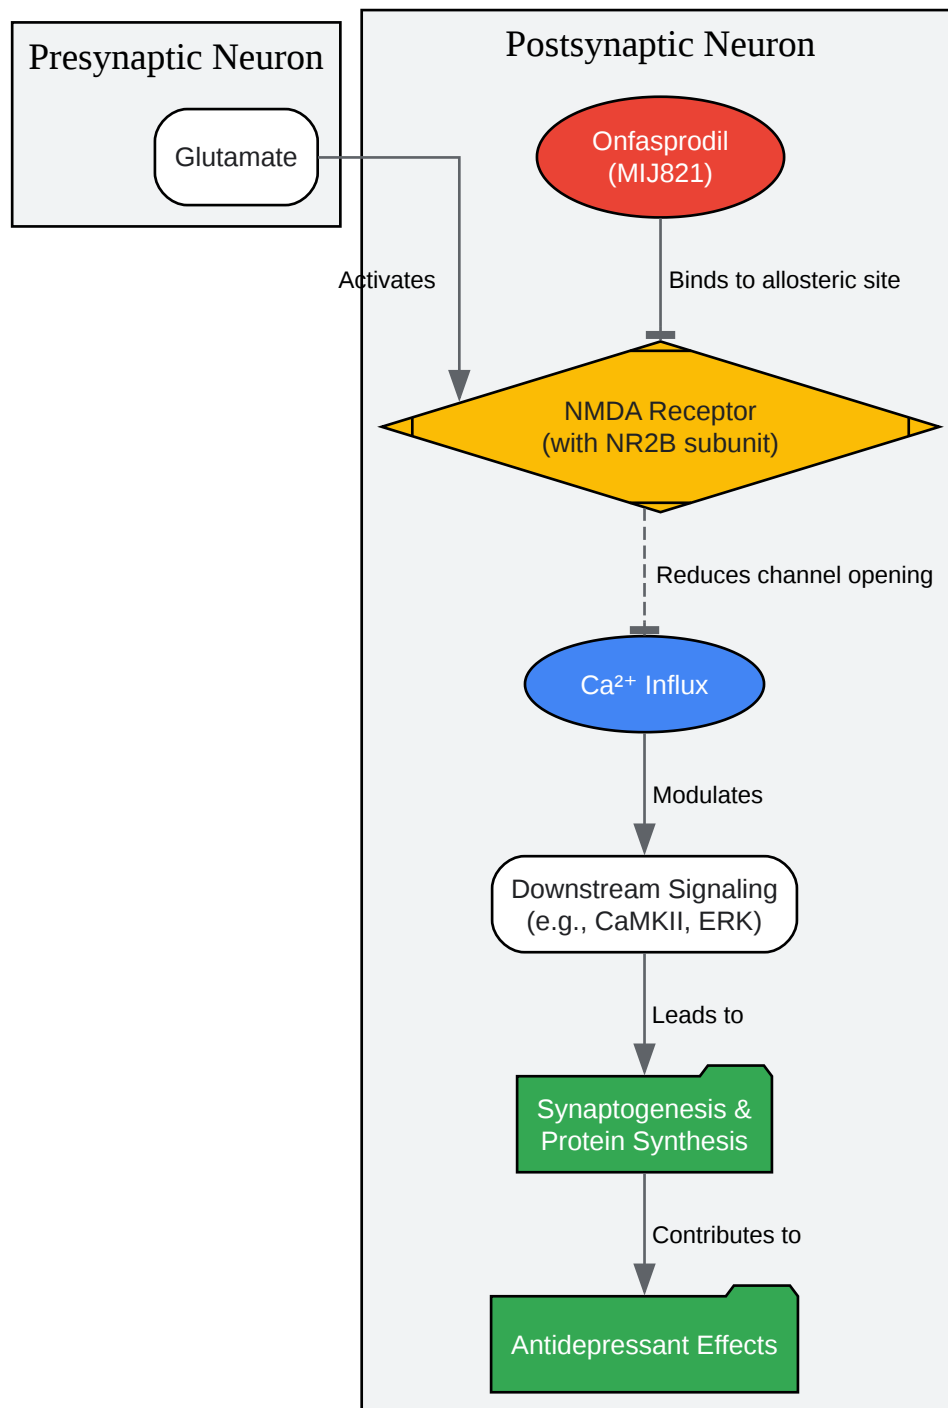 Presynaptic Neuron
Postsynaptic Neuron
Glutamate
Onfasprodil
(MIJ821)
Activates
Binds to allosteric site
NMDA Receptor
(with NR2B subunit)
Reduces channel opening
Ca²⁺ Influx
Modulates
Downstream Signaling
(e.g., CaMKII, ERK)
Leads to
Synaptogenesis &
Protein Synthesis
Contributes to
Antidepressant Effects